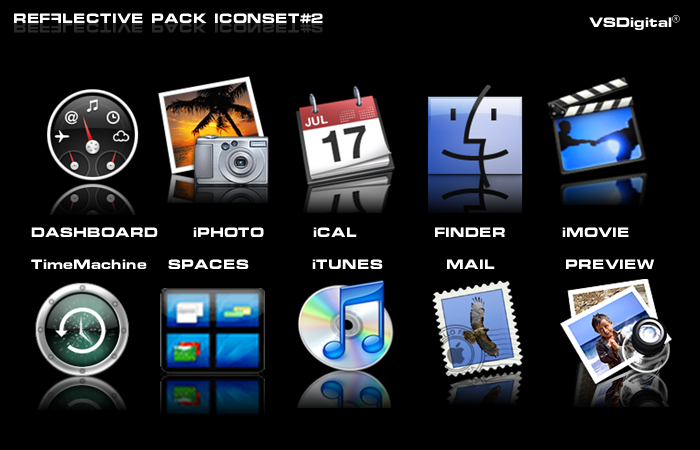 REFFLECTIVE PACK ICONSET#2
VSDigital®
@
JUL
17
DASHBOARD iPHOTO iCAL FINDER iMOVIE
TimeMachine SPACES iTUNES MAIL PREVIEW